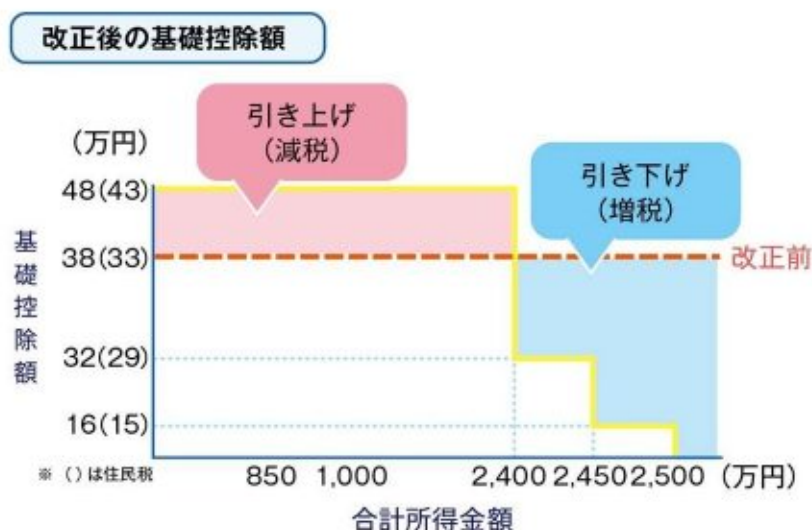 改正後の基礎控除額
引き上げ
(減税)
(万円)
引き下げ
(増税)
48(43)
38(33)
改正前
基礎控除額
32(29)
16(15)
※ ()は住民税
850 1,000 2,400 2,450 2,500 (万円)
合計所得金額